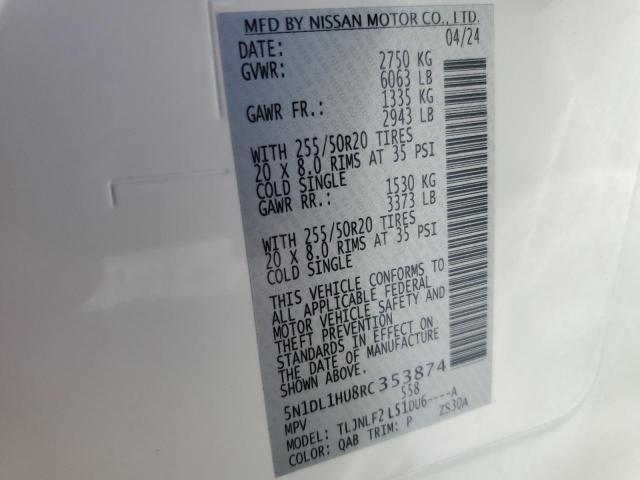 MFD BY NISSAN MOTOR CO., LTD.
DATE: 04/24
GVWR: 2750 KG
6063 LB
GAWR FR.: 1335 KG
2943 LB
WITH 255/50R20 TIRES
20 X 8.0 RIMS AT 35 PSI
COLD SINGLE
GAWR RR.: 1530 KG
3373 LB
WITH 255/50R20 TIRES
20 X 8.0 RIMS AT 35 PSI
COLD SINGLE
THIS VEHICLE CONFORMS TO
ALL APPLICABLE FEDERAL
MOTOR VEHICLE SAFETY AND
THEFT PREVENTION
STANDARDS IN EFFECT ON
THE DATE OF MANUFACTURE
5N1DL1HU8RC353874
MPV 558
MODEL: TLJNLF2 L51DU6----A
COLOR: QAB TRIM: P ZS30A